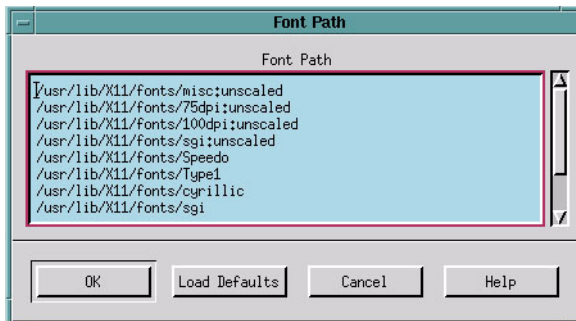 Font Path
Font Path
/usr/lib/X11/fonts/misc:unscaled
/usr/lib/X11/fonts/75dpi:unscaled
/usr/lib/X11/fonts/100dpi:unscaled
/usr/lib/X11/fonts/sgi:unscaled
/usr/lib/X11/fonts/Speedo
/usr/lib/X11/fonts/Type1
/usr/lib/X11/fonts/cyrillic
/usr/lib/X11/fonts/sgi
OK Load Defaults Cancel Help